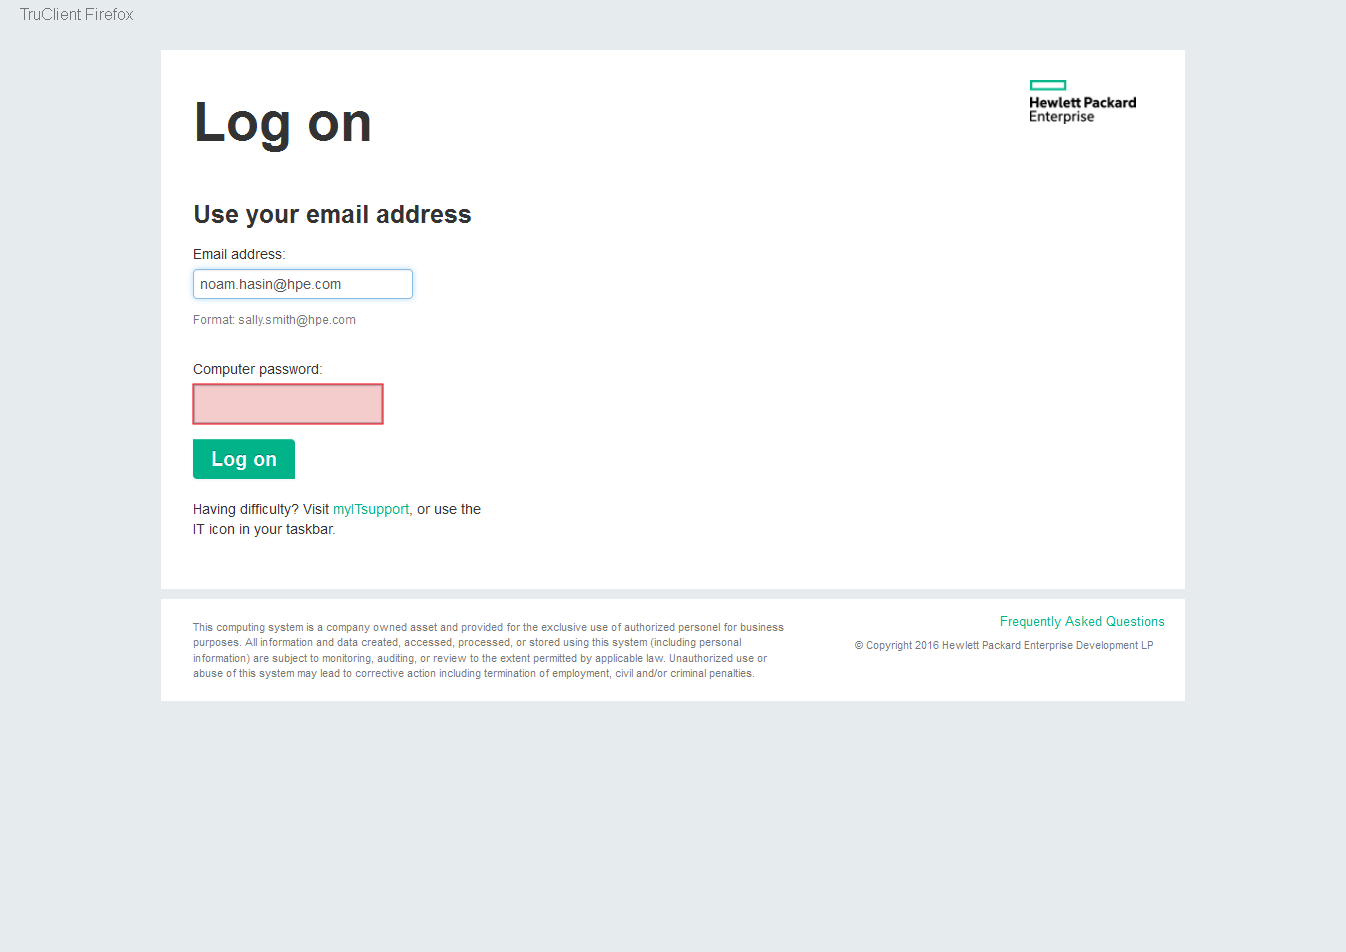 TruClient Firefox
Log on
Hewlett Packard
Enterprise
Use your email address
Email address:
noam.hasin@hpe.com
Format: sally.smith@hpe.com
Computer password:
Log on
Having difficulty? Visit myITsupport, or use the
IT icon in your taskbar.
This computing system is a company owned asset and provided for the exclusive use of authorized personel for business
purposes. All information and data created, accessed, processed, or stored using this system (including personal
information) are subject to monitoring, auditing, or review to the extent permitted by applicable law. Unauthorized use or
abuse of this system may lead to corrective action including termination of employment, civil and/or criminal penalties.
Frequently Asked Questions
© Copyright 2016 Hewlett Packard Enterprise Development LP